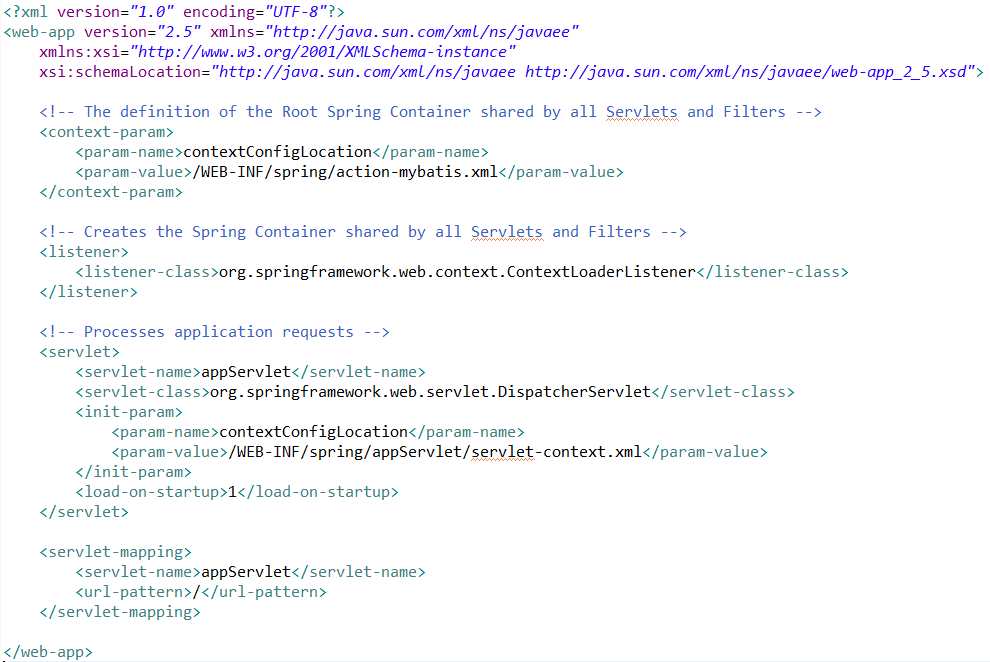 <?xml version="1.0" encoding="UTF-8"?>
<web-app version="2.5" xmlns="http://java.sun.com/xml/ns/javaee"
    xmlns:xsi="http://www.w3.org/2001/XMLSchema-instance"
    xsi:schemaLocation="http://java.sun.com/xml/ns/javaee http://java.sun.com/xml/ns/javaee/web-app_2_5.xsd">
    <!-- The definition of the Root Spring Container shared by all Servlets and Filters -->
    <context-param>
        <param-name>contextConfigLocation</param-name>
        <param-value>/WEB-INF/spring/action-mybatis.xml</param-value>
    </context-param>
    <!-- Creates the Spring Container shared by all Servlets and Filters -->
    <listener>
        <listener-class>org.springframework.web.context.ContextLoaderListener</listener-class>
    </listener>
    <!-- Processes application requests -->
    <servlet>
        <servlet-name>appServlet</servlet-name>
        <servlet-class>org.springframework.web.servlet.DispatcherServlet</servlet-class>
        <init-param>
            <param-name>contextConfigLocation</param-name>
            <param-value>/WEB-INF/spring/appServlet/servlet-context.xml</param-value>
        </init-param>
        <load-on-startup>1</load-on-startup>
    </servlet>
    <servlet-mapping>
        <servlet-name>appServlet</servlet-name>
        <url-pattern>/</url-pattern>
    </servlet-mapping>
</web-app>